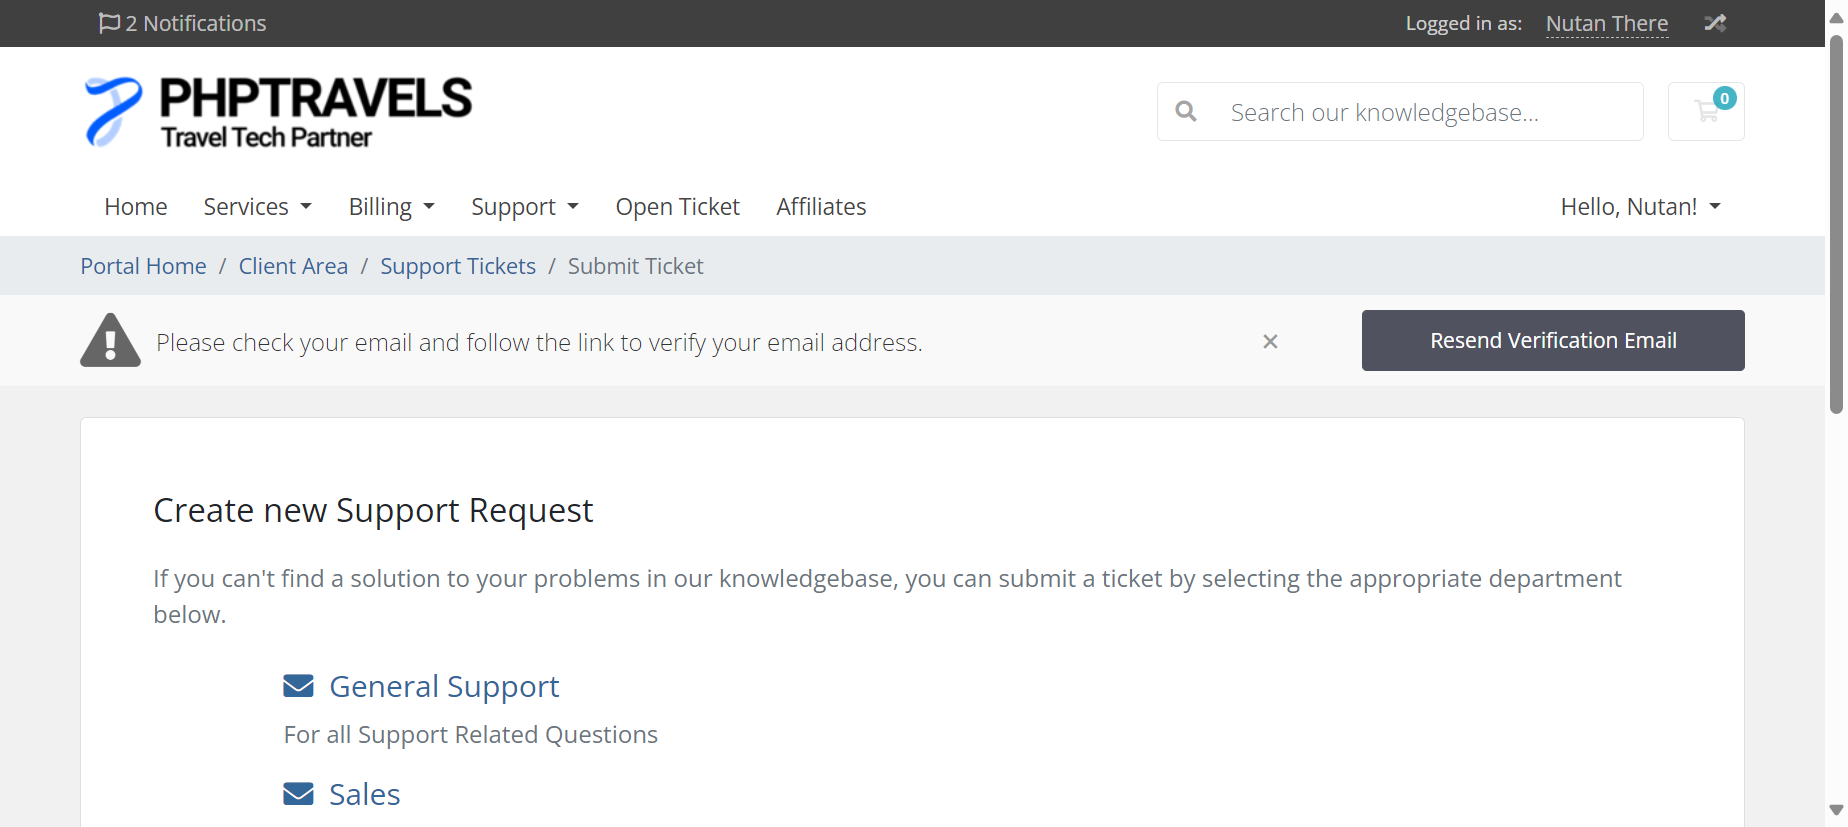 2 Notifications
Logged in as: Nutan There
PHPTRAVELS
Travel Tech Partner
Search our knowledgebase...
0
Home Services Billing Support Open Ticket Affiliates Hello, Nutan!
Portal Home / Client Area / Support Tickets / Submit Ticket
Please check your email and follow the link to verify your email address.
Resend Verification Email
Create new Support Request
If you can't find a solution to your problems in our knowledgebase, you can submit a ticket by selecting the appropriate department
below.
General Support
For all Support Related Questions
Sales